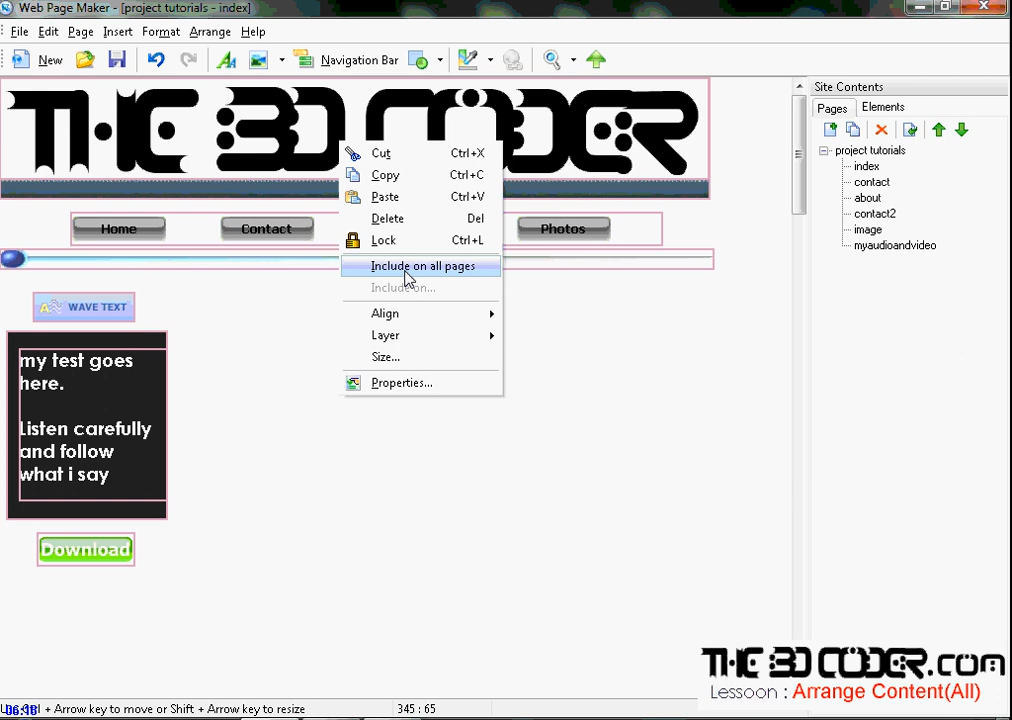 Web Page Maker - [project tutorials - index]
File Edit Page Insert Format Arrange Help
New Navigation Bar
Site Contents
Pages Elements
project tutorials
index
contact
about
contact2
image
myaudioandvideo
THE 3D CODER
Home Contact Photos
Cut Ctrl+X
Copy Ctrl+C
Paste Ctrl+V
Delete Del
Lock Ctrl+L
Include on all pages
Include on...
Align
Layer
Size...
Properties...
WAVE TEXT
my test goes
here.
Listen carefully
and follow
what i say
Download
THE 3D CODER.com
Lessoon : Arrange Content(All)
+ Arrow key to move or Shift + Arrow key to resize 345 : 65